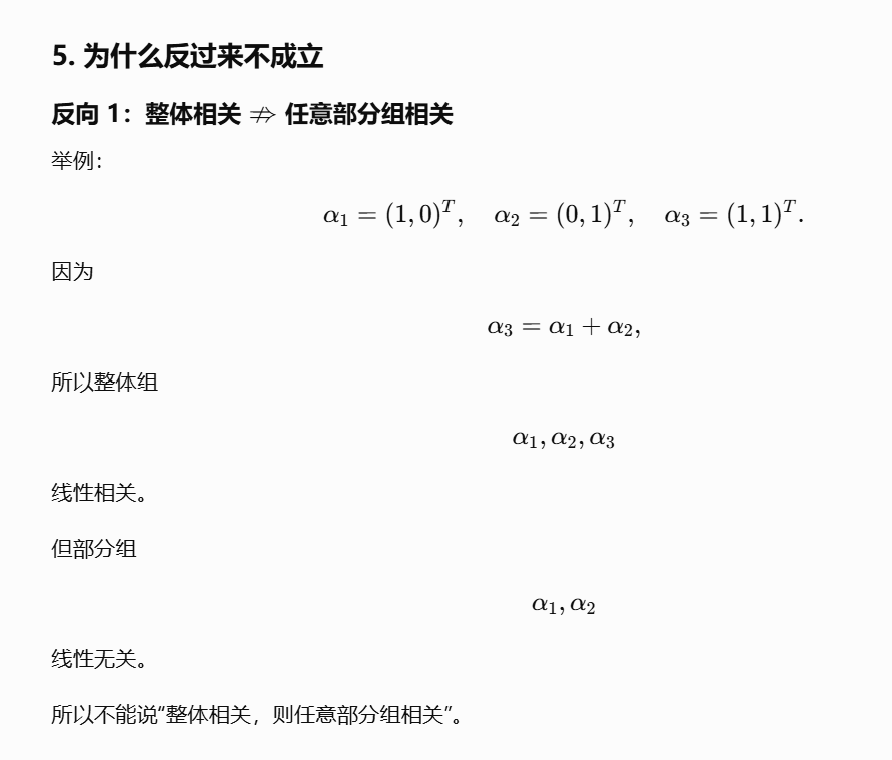 5. 为什么反过来不成立
反向 1：整体相关 ⇏ 任意部分组相关
举例：
α₁ = (1, 0)ᵀ, α₂ = (0, 1)ᵀ, α₃ = (1, 1)ᵀ.
因为
α₃ = α₁ + α₂,
所以整体组
α₁, α₂, α₃
线性相关。
但部分组
α₁, α₂
线性无关。
所以不能说“整体相关，则任意部分组相关”。